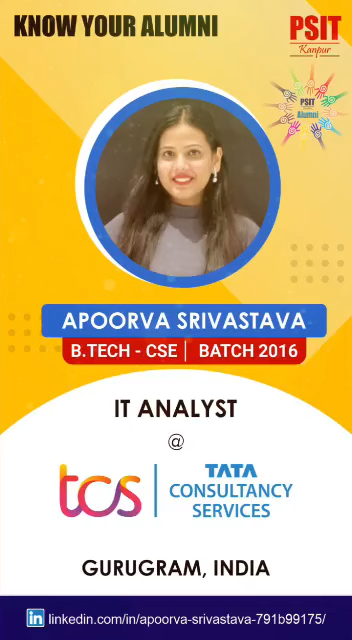 KNOW YOUR ALUMNI
PSIT
Kanpur
PSIT
Alumni
APOORVA SRIVASTAVA
B.TECH - CSE | BATCH 2016
IT ANALYST
@
tcs | TATA
CONSULTANCY
SERVICES
GURUGRAM, INDIA
in linkedin.com/in/apoorva-srivastava-791b99175/